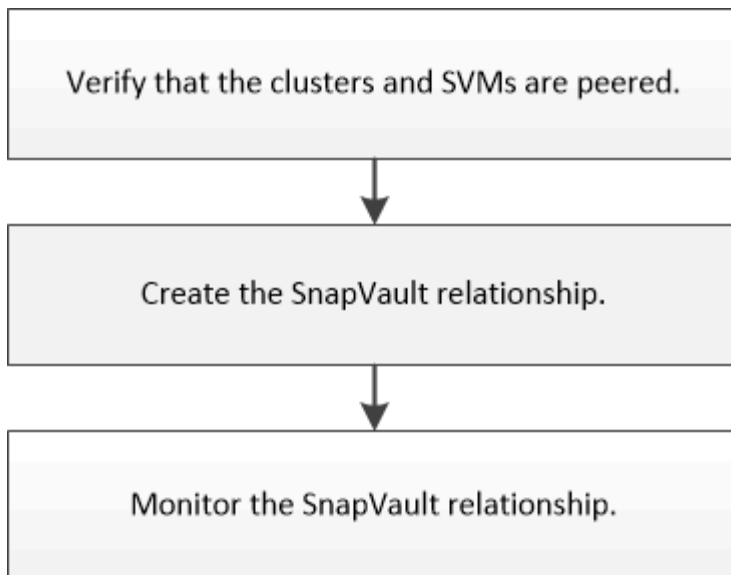 Verify that the clusters and SVMs are peered.
Create the SnapVault relationship.
Monitor the SnapVault relationship.